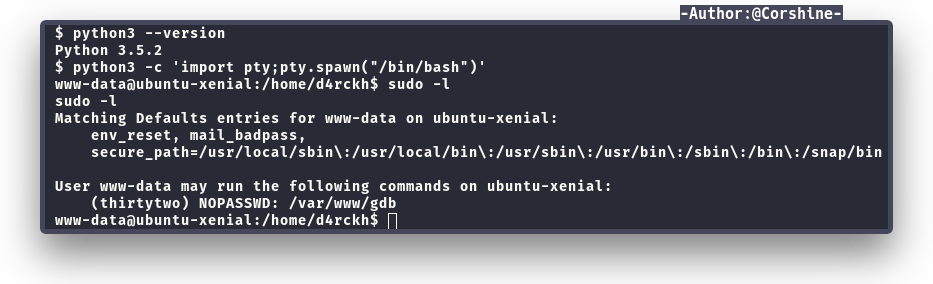 -Author:@Corshine-
$ python3 --version
Python 3.5.2
$ python3 -c 'import pty;pty.spawn("/bin/bash")'
www-data@ubuntu-xenial:/home/d4rckh$ sudo -l
sudo -l
Matching Defaults entries for www-data on ubuntu-xenial:
    env_reset, mail_badpass,
    secure_path=/usr/local/sbin\:/usr/local/bin\:/usr/sbin\:/usr/bin\:/sbin\:/bin\:/snap/bin
User www-data may run the following commands on ubuntu-xenial:
    (thirtytwo) NOPASSWD: /var/www/gdb
www-data@ubuntu-xenial:/home/d4rckh$